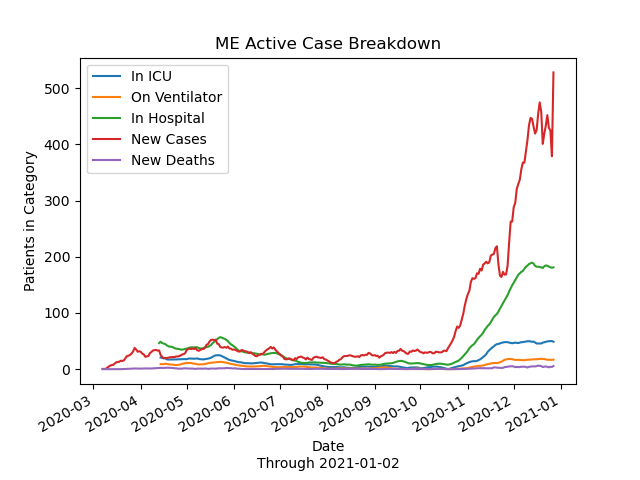 ME Active Case Breakdown
In ICU
On Ventilator
In Hospital
New Cases
New Deaths
Patients in Category
500
400
300
200
100
0
2020-03
2020-04
2020-05
2020-06
2020-07
2020-08
2020-09
2020-10
2020-11
2020-12
2021-01
Date
Through 2021-01-02